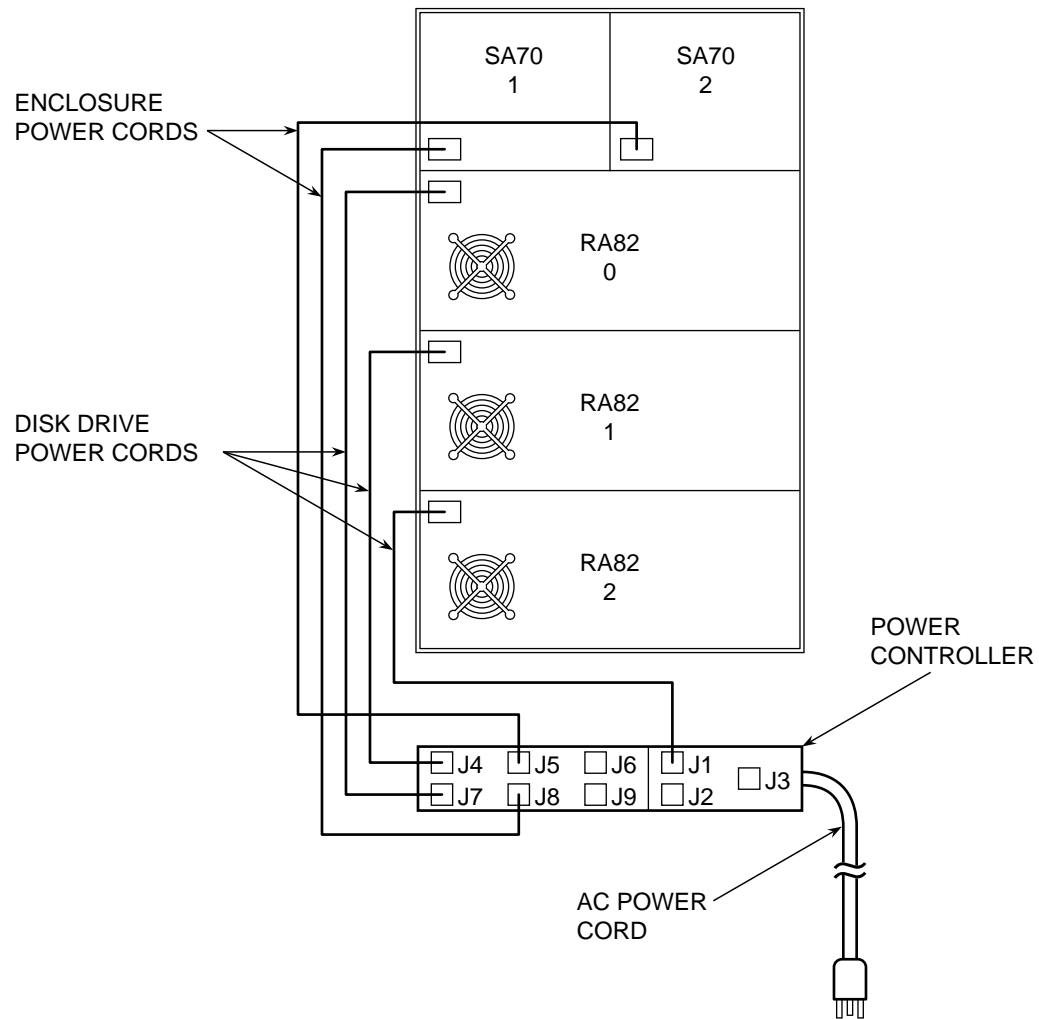 SA70
1
SA70
2
ENCLOSURE
POWER CORDS
RA82
0
RA82
1
DISK DRIVE
POWER CORDS
RA82
2
POWER
CONTROLLER
J4
J5
J6
J1
J3
J7
J8
J9
J2
AC POWER
CORD